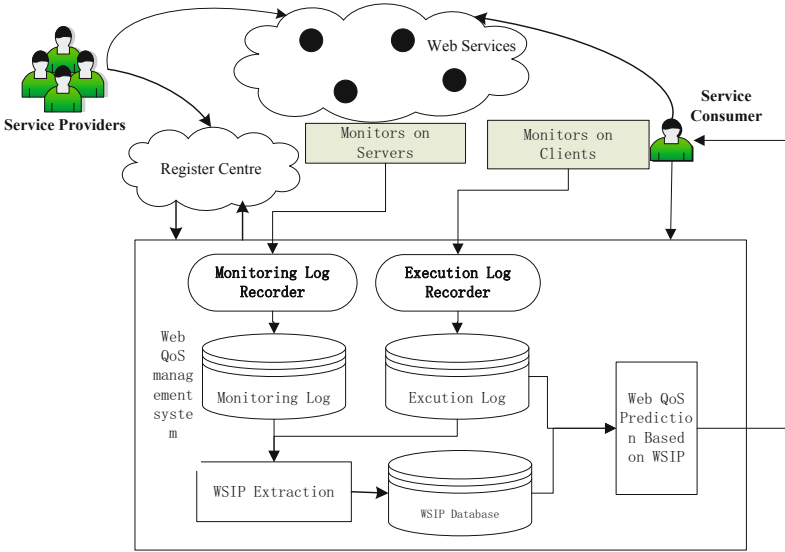 Web Services
Service Providers
Service
Consumer
Monitors on
Servers
Monitors on
Clients
Register Centre
Monitoring Log
Recorder
Execution Log
Recorder
Web
QoS
manag
ement
syste
m
Monitoring Log
Excution Log
Web QoS
Predictio
n Based
on WSIP
WSIP Extraction
WSIP Database